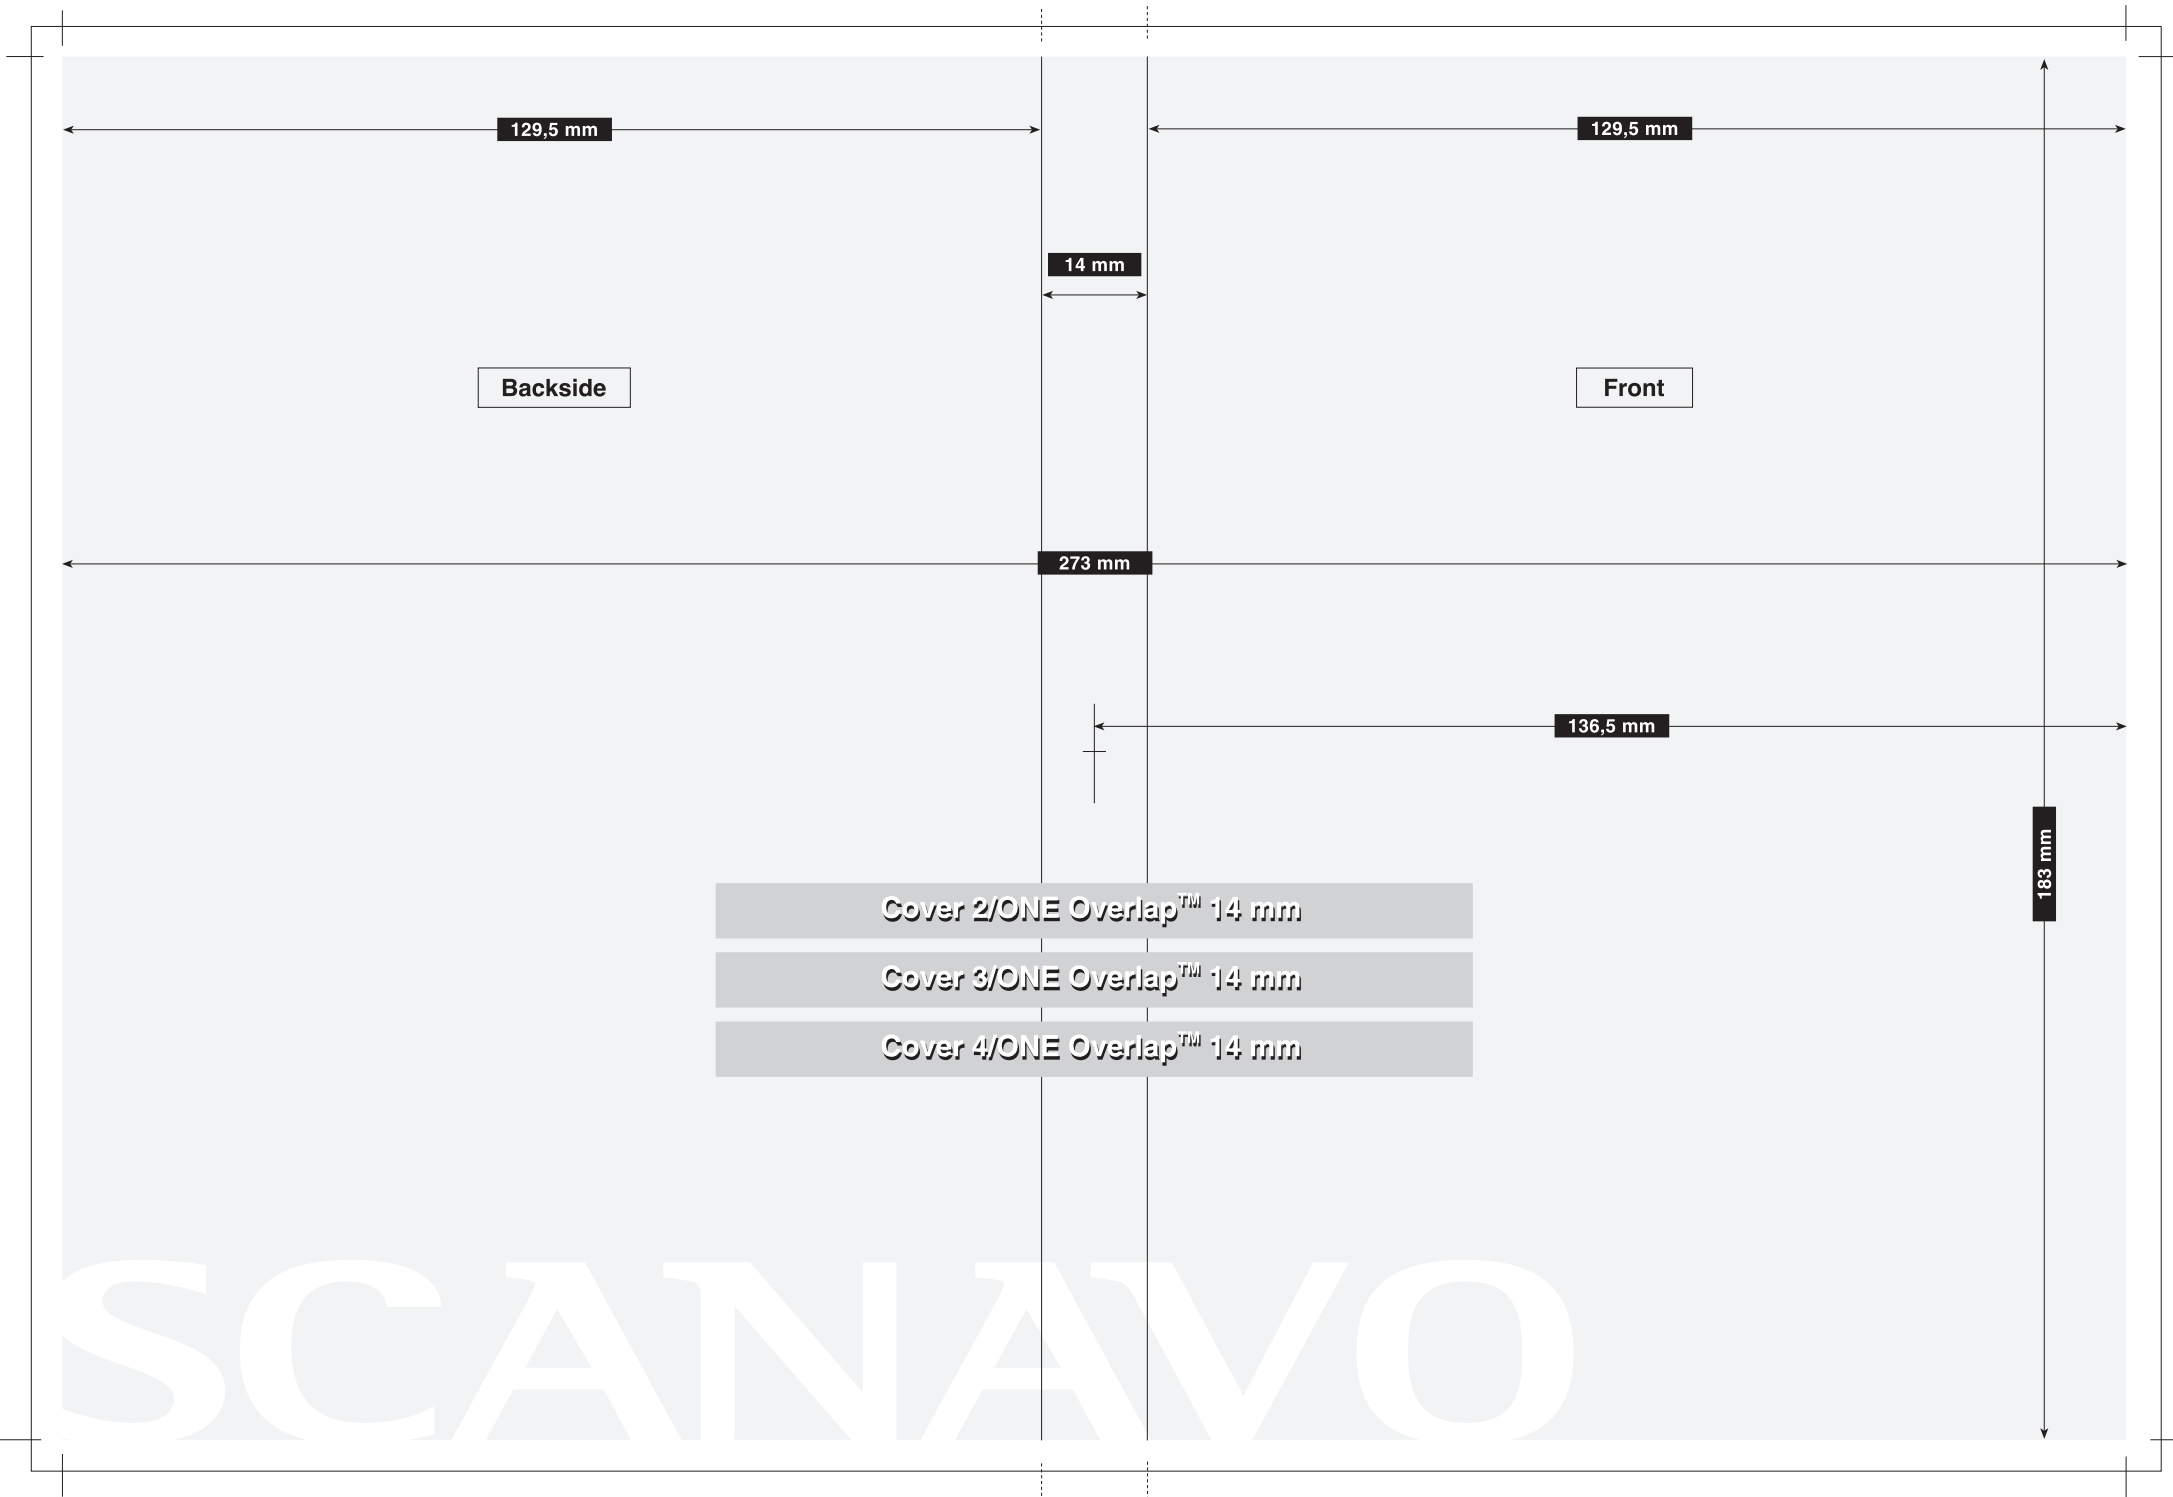 129,5 mm
129,5 mm
14 mm
Backside
Front
273 mm
136,5 mm
183 mm
Cover 2/ONE Overlap™ 14 mm
Cover 3/ONE Overlap™ 14 mm
Cover 4/ONE Overlap™ 14 mm
SCANAVO